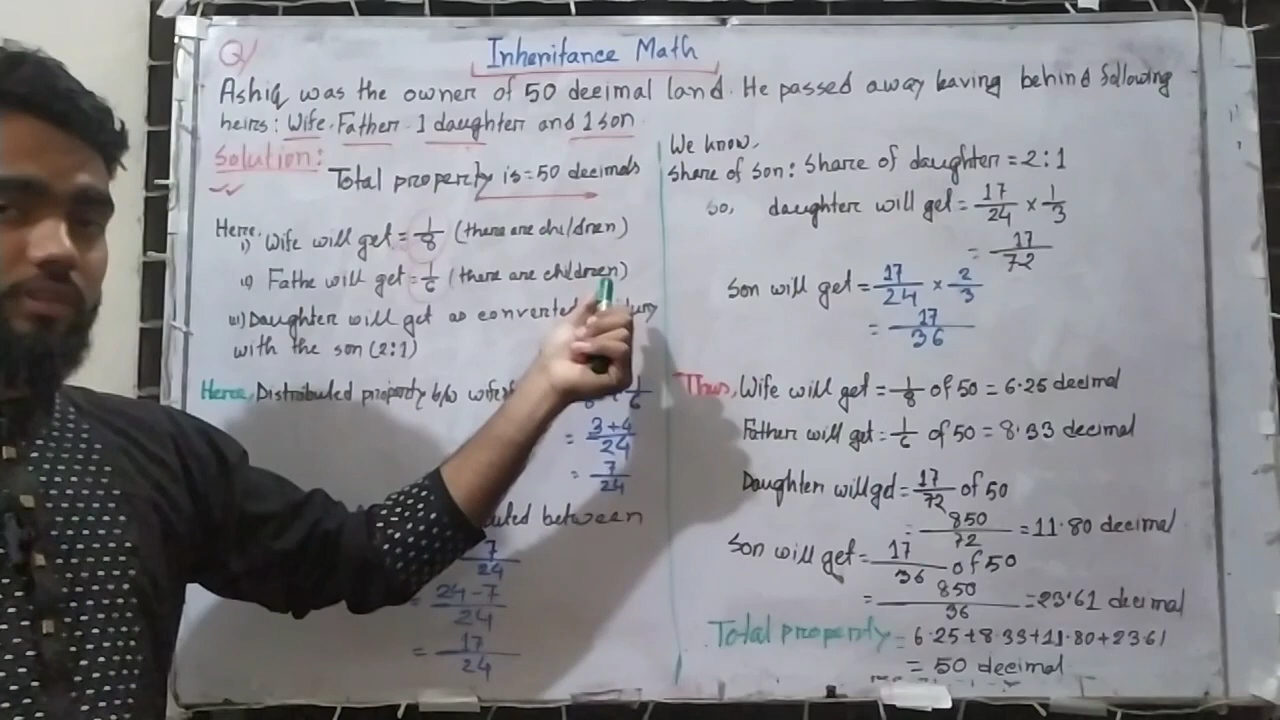 Q/
Inheritance Math
Ashiq was the owner of 50 decimal land. He passed away leaving behind following
heirs: Wife, Father, 1 daughter and 1 son.
Solution:
Total property is = 50 decimals
Here,
i) Wife will get = 1/8 (there are children)
ii) Fathe will get = 1/6 (there are children)
iii) Daughter will get as converted
with the son (2:1)
Here, Distributed property b/w wife
= 3+4/24
= 7/24
between
7/24
= 24-7/24
= 17/24
We know,
Share of son : Share of daughter = 2:1
so, daughter will get = 17/24 × 1/3
= 17/72
Son will get = 17/24 × 2/3
= 17/36
Thus, Wife will get = 1/8 of 50 = 6.25 decimal
Father will get = 1/6 of 50 = 8.33 decimal
Daughter will get = 17/72 of 50
= 850/72 = 11.80 decimal
Son will get = 17/36 of 50
= 850/36 = 23.61 decimal
Total property = 6.25+8.33+11.80+23.61
= 50 decimal